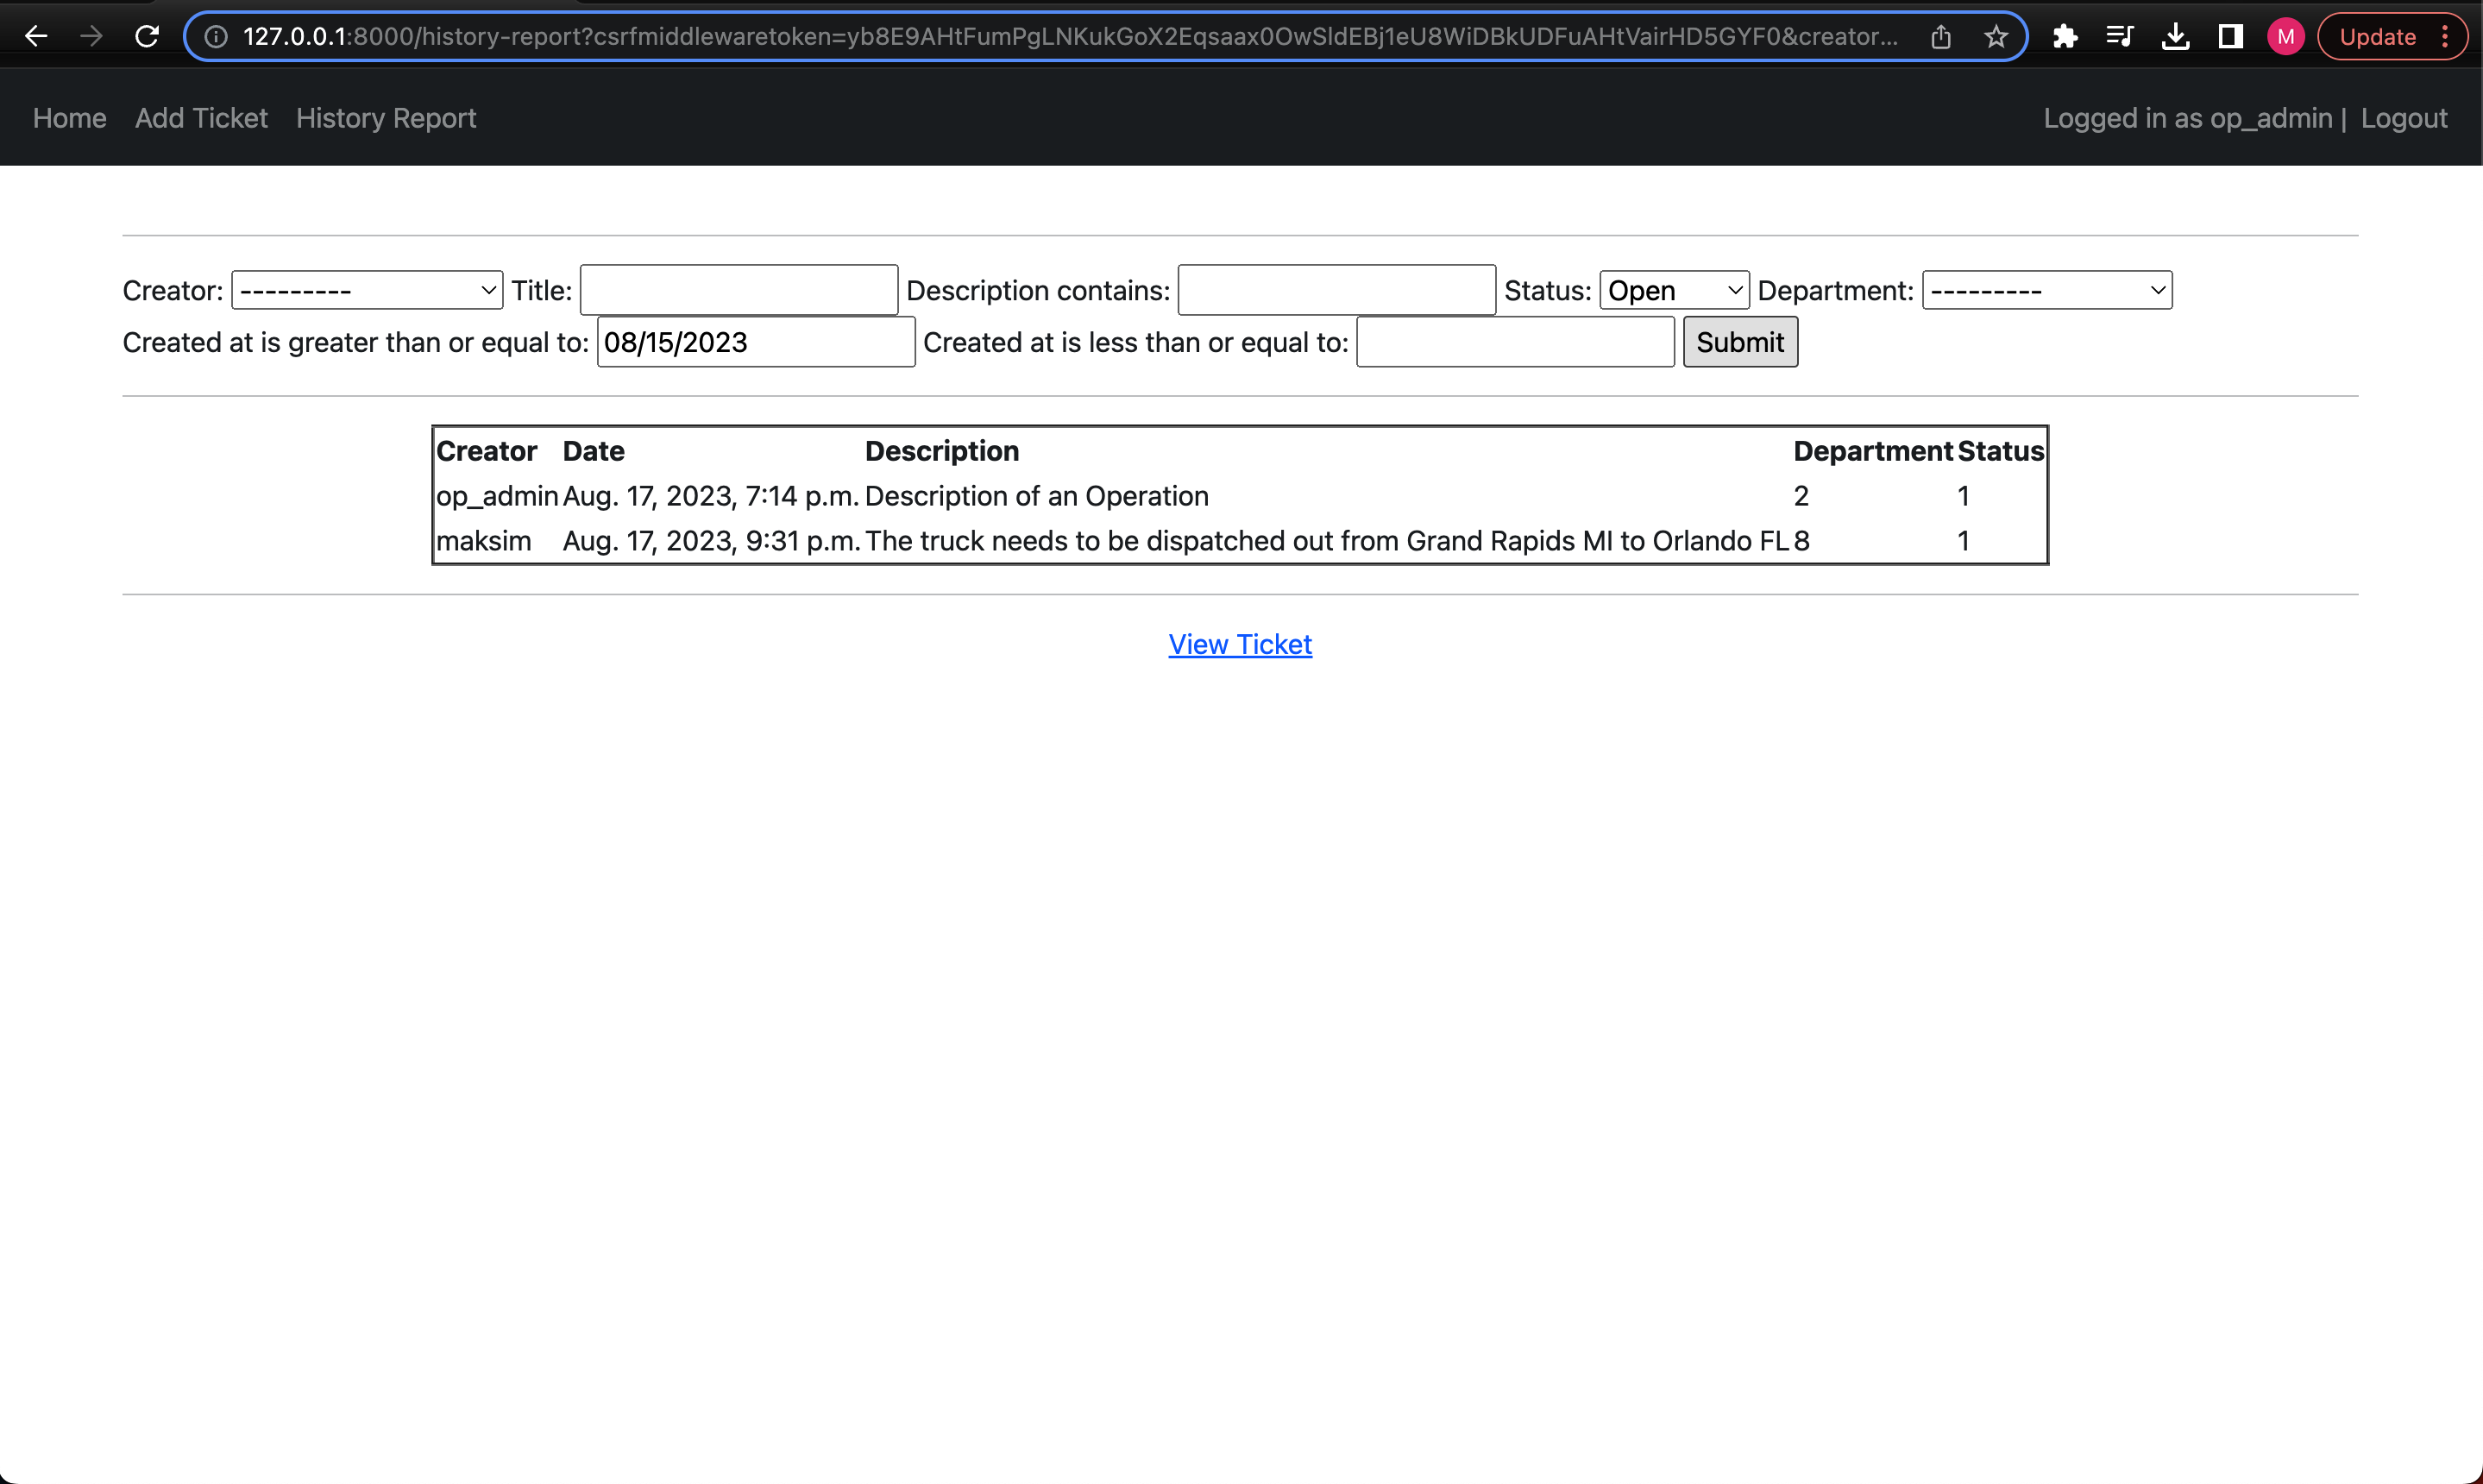 127.0.0.1:8000/history-report?csrfmiddlewaretoken=yb8E9AHtFumPgLNKukGoX2Eqsaax0OwSldEBj1eU8WiDBkUDFuAHtVairHD5GYF0&creator... M Update
Home Add Ticket History Report Logged in as op_admin | Logout
Creator: --------- Title: Description contains: Status: Open Department: ---------
Created at is greater than or equal to: 08/15/2023 Created at is less than or equal to: Submit
Creator Date Description Department Status
op_admin Aug. 17, 2023, 7:14 p.m. Description of an Operation 2 1
maksim Aug. 17, 2023, 9:31 p.m. The truck needs to be dispatched out from Grand Rapids MI to Orlando FL 8 1
View Ticket